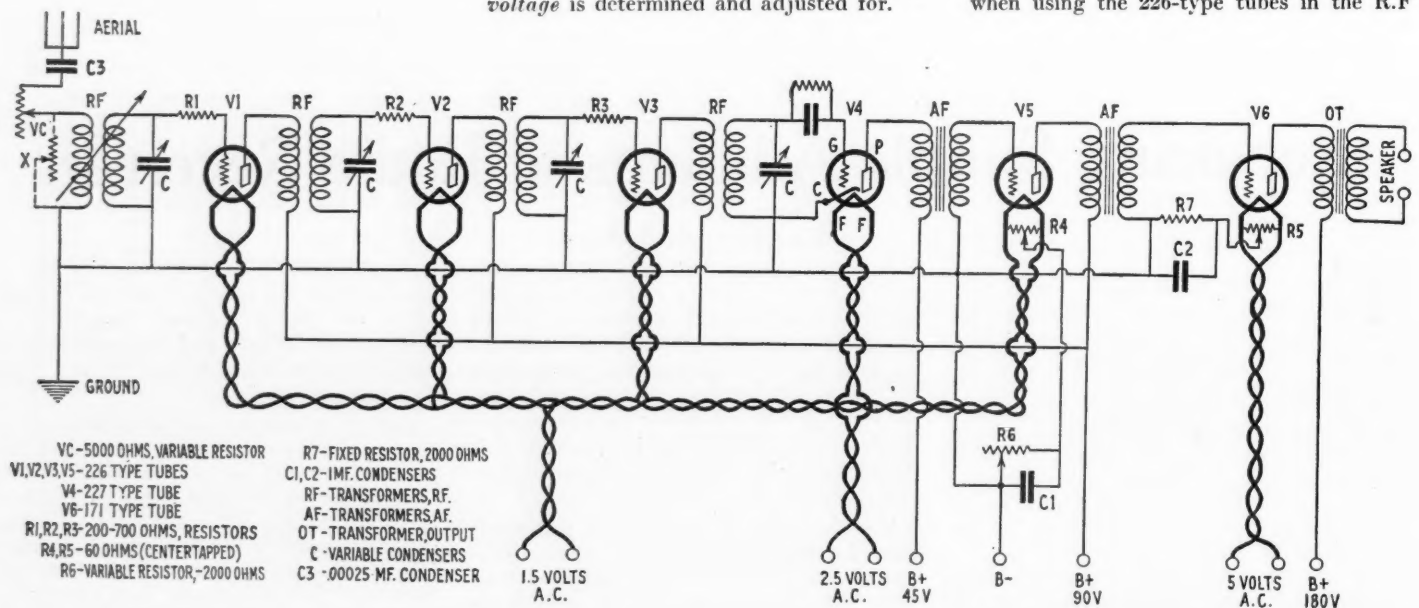 voltage is determined and adjusted for.
when using the 226-type tubes in the R.F
AERIAL
C3
RF
R1
V1
RF
R2
V2
RF
R3
V3
RF
V4
AF
V5
AF
V6
OT
VC
X
C
C
C
C
G
P
C
F F
R4
R7
C2
R5
SPEAKER
GROUND
R6
C1
VC-5000 OHMS, VARIABLE RESISTOR
V1,V2,V3,V5-226 TYPE TUBES
V4-227 TYPE TUBE
V6-171 TYPE TUBE
R1,R2,R3-200-700 OHMS, RESISTORS
R4,R5-60 OHMS (CENTERTAPPED)
R6-VARIABLE RESISTOR,-2000 OHMS
R7-FIXED RESISTOR, 2000 OHMS
C1,C2-1MF. CONDENSERS
RF-TRANSFORMERS, R.F.
AF-TRANSFORMERS, AF.
OT-TRANSFORMER, OUTPUT
C-VARIABLE CONDENSERS
C3-.00025 MF. CONDENSER
1.5 VOLTS
A.C.
2.5 VOLTS
A.C.
B+
45V
B-
B+
90V
5 VOLTS
A.C.
B+
180V